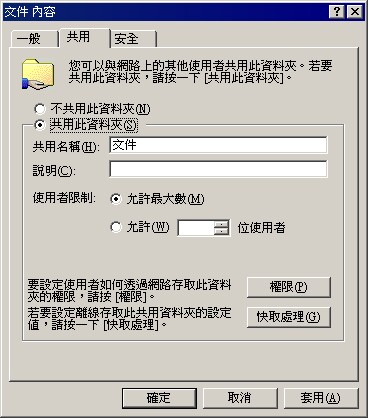 文件 內容
一般 共用 安全
您可以與網路上的其他使用者共用此資料夾。若要
共用此資料夾，請按一下 [共用此資料夾]。
不共用此資料夾(N)
共用此資料夾(S)
共用名稱(H): 文件
說明(C):
使用者限制: 允許最大數(M)
允許(W) 位使用者
要設定使用者如何透過網路存取此資料
夾的權限，請按 [權限]。 權限(P)
若要設定離線存取此共用資料夾的設定
值，請按一下 [快取處理]。 快取處理(G)
確定 取消 套用(A)